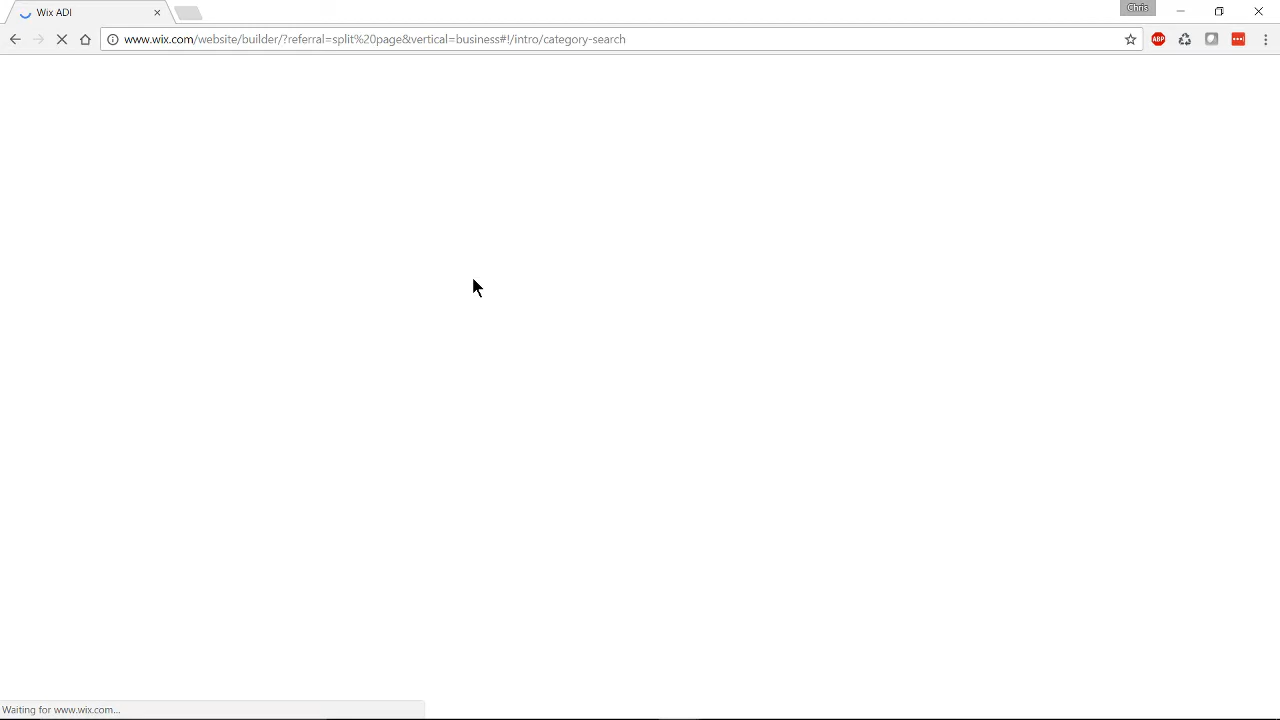 Wix ADI
Chris
www.wix.com/website/builder/?referral=split%20page&vertical=business#!/intro/category-search
ABP
Waiting for www.wix.com...